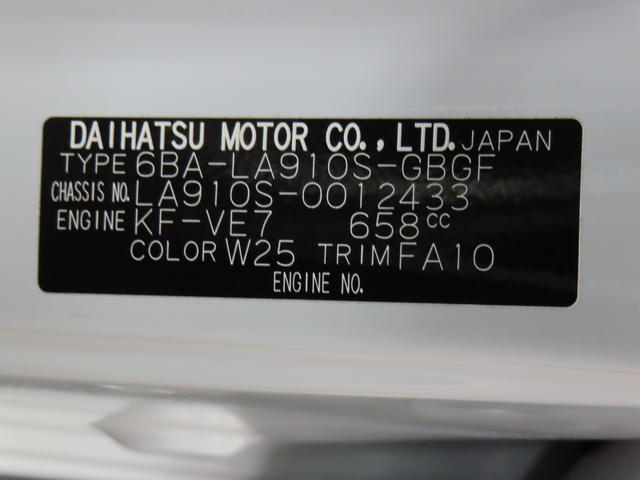 DAIHATSU MOTOR CO., LTD. JAPAN
TYPE 6BA-LA910S-GBGF
CHASSIS NO. LA910S-0012433
ENGINE KF-VE7 658cc
COLOR W25 TRIM FA10
ENGINE NO.